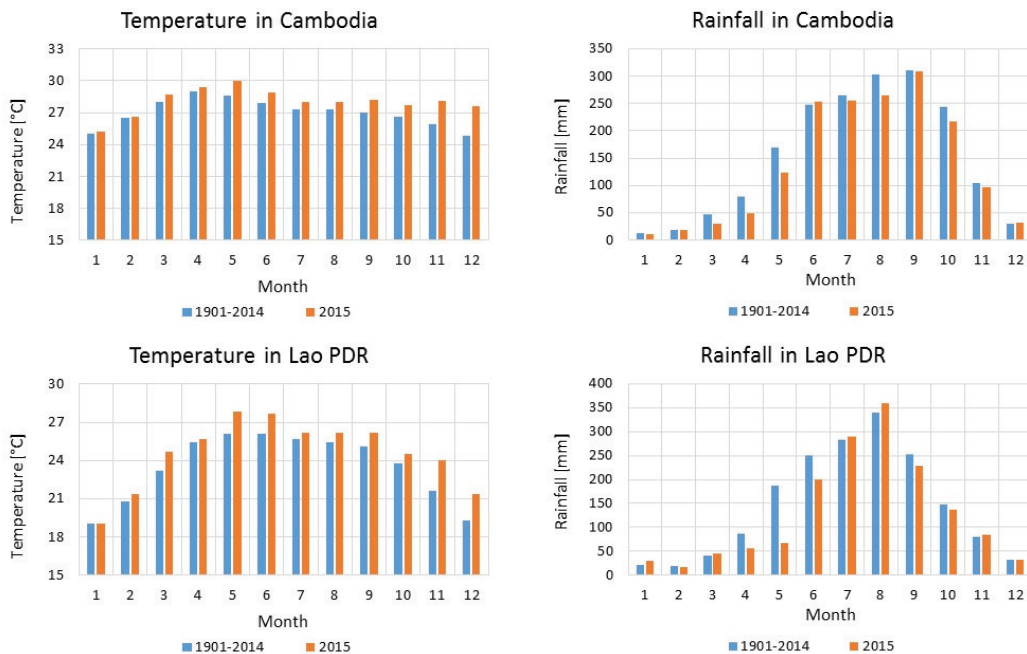 Temperature in Cambodia
33
30
27
24
21
18
15
Temperature [°C]
1 2 3 4 5 6 7 8 9 10 11 12
Month
1901-2014 2015
Rainfall in Cambodia
350
300
250
200
150
100
50
0
Rainfall [mm]
1 2 3 4 5 6 7 8 9 10 11 12
Month
1901-2014 2015
Temperature in Lao PDR
30
27
24
21
18
15
Temperature [°C]
1 2 3 4 5 6 7 8 9 10 11 12
Month
1901-2014 2015
Rainfall in Lao PDR
400
350
300
250
200
150
100
50
0
Rainfall [mm]
1 2 3 4 5 6 7 8 9 10 11 12
Month
1901-2014 2015